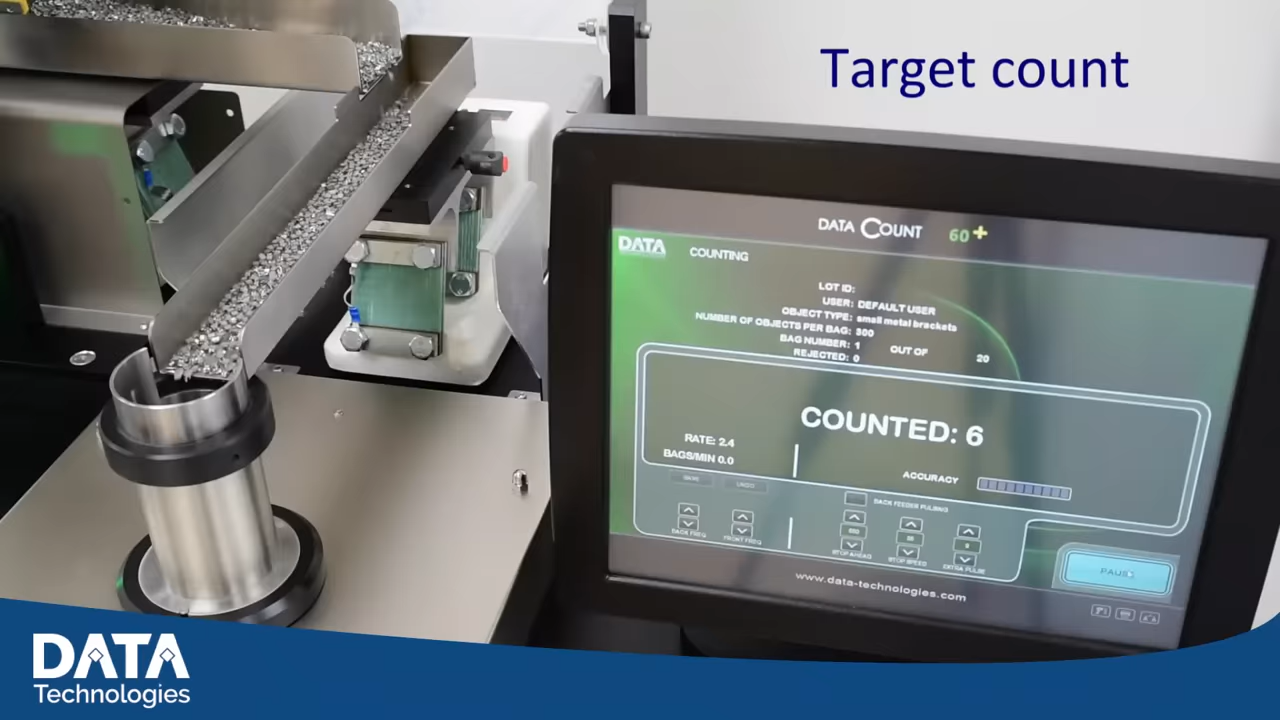 Target count
DATA COUNT 60+
DATA
COUNTING
LOT ID:
USER: DEFAULT USER
OBJECT TYPE: small metal brackets
NUMBER OF OBJECTS PER BAG: 300
BAG NUMBER: 1 OUT OF 20
REJECTED: 0
COUNTED: 6
RATE: 2.4
BAGS/MIN 0.0
ACCURACY
UNDO
BACK FEEDER PULSING
BACK FREQ
FRONT FREQ
STOP AHEAD
STOP SPEED
EXTRA PULSE
PAUSE
www.data-technologies.com
DATA
Technologies